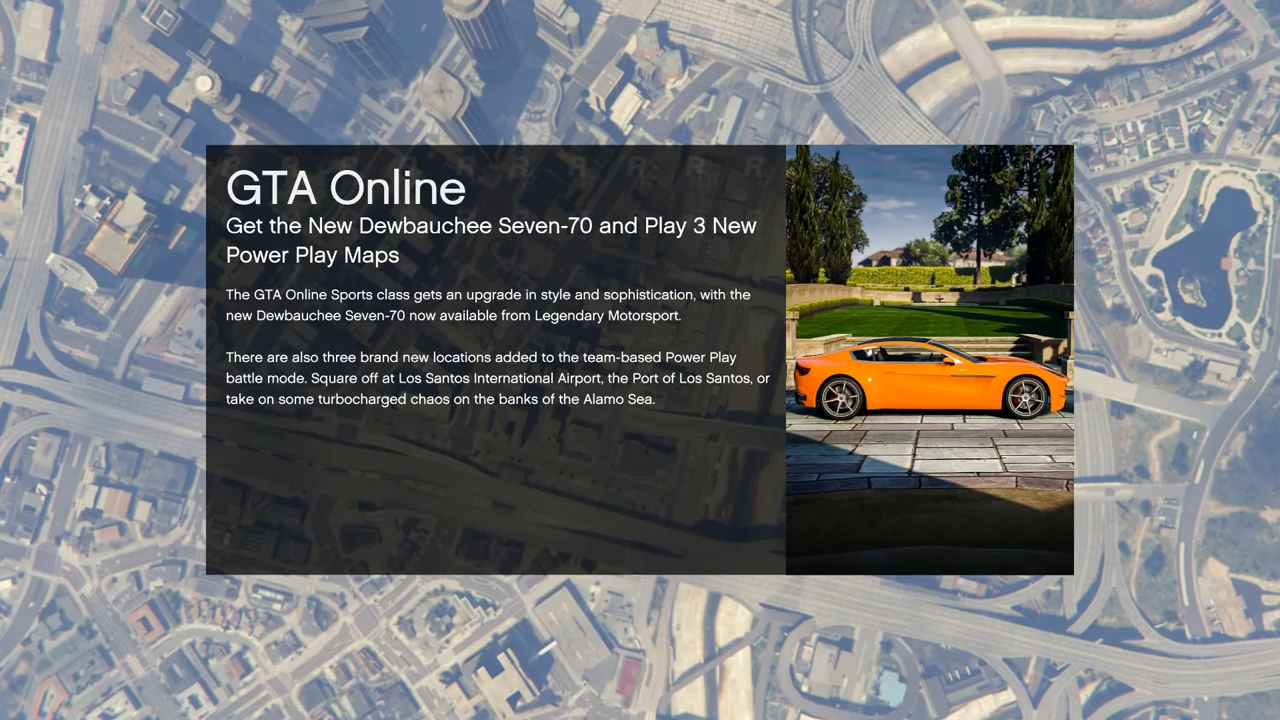 GTA Online
Get the New Dewbauchee Seven-70 and Play 3 New
Power Play Maps
The GTA Online Sports class gets an upgrade in style and sophistication, with the
new Dewbauchee Seven-70 now available from Legendary Motorsport.
There are also three brand new locations added to the team-based Power Play
battle mode. Square off at Los Santos International Airport, the Port of Los Santos, or
take on some turbocharged chaos on the banks of the Alamo Sea.